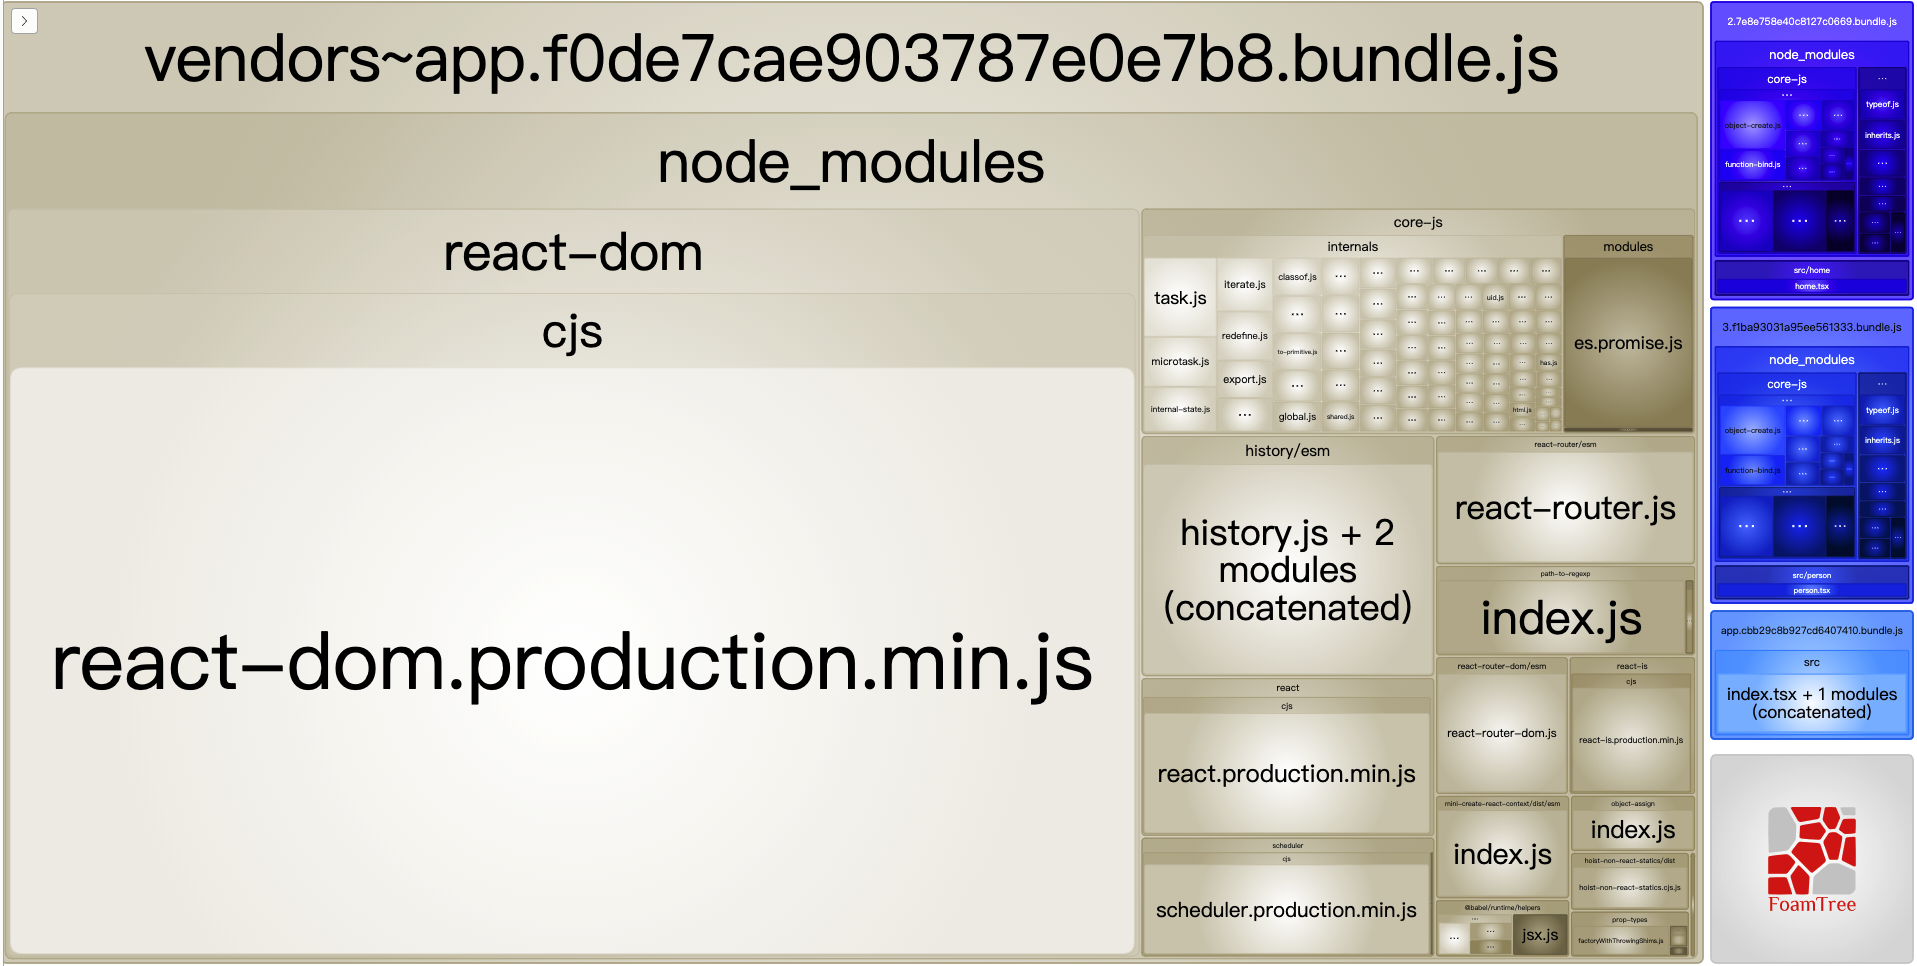 vendors~app.f0de7cae903787e0e7b8.bundle.js
node_modules
react-dom
cjs
react-dom.production.min.js
core-js
internals
modules
task.js
iterate.js
classof.js
...
uid.js
microtask.js
redefine.js
to-primitive.js
has.js
es.promise.js
internal-state.js
export.js
global.js
shared.js
html.js
history/esm
history.js + 2
modules
(concatenated)
react-router/esm
react-router.js
path-to-regexp
index.js
react
cjs
react.production.min.js
react-router-dom/esm
react-router-dom.js
react-is
cjs
react-is.production.min.js
scheduler
cjs
scheduler.production.min.js
mini-create-react-context/dist/esm
index.js
object-assign
index.js
hoist-non-react-statics/dist
hoist-non-react-statics.cjs.js
@babel/runtime/helpers
jsx.js
prop-types
factoryWithThrowingShims.js
2.7e8e758e40c8127c0669.bundle.js
node_modules
core-js
object-create.js
function-bind.js
typeof.js
inherits.js
src/home
home.tsx
3.f1ba93031a95ee561333.bundle.js
node_modules
core-js
object-create.js
function-bind.js
typeof.js
inherits.js
src/person
person.tsx
app.cbb29c8b927cd6407410.bundle.js
src
index.tsx + 1 modules
(concatenated)
FoamTree